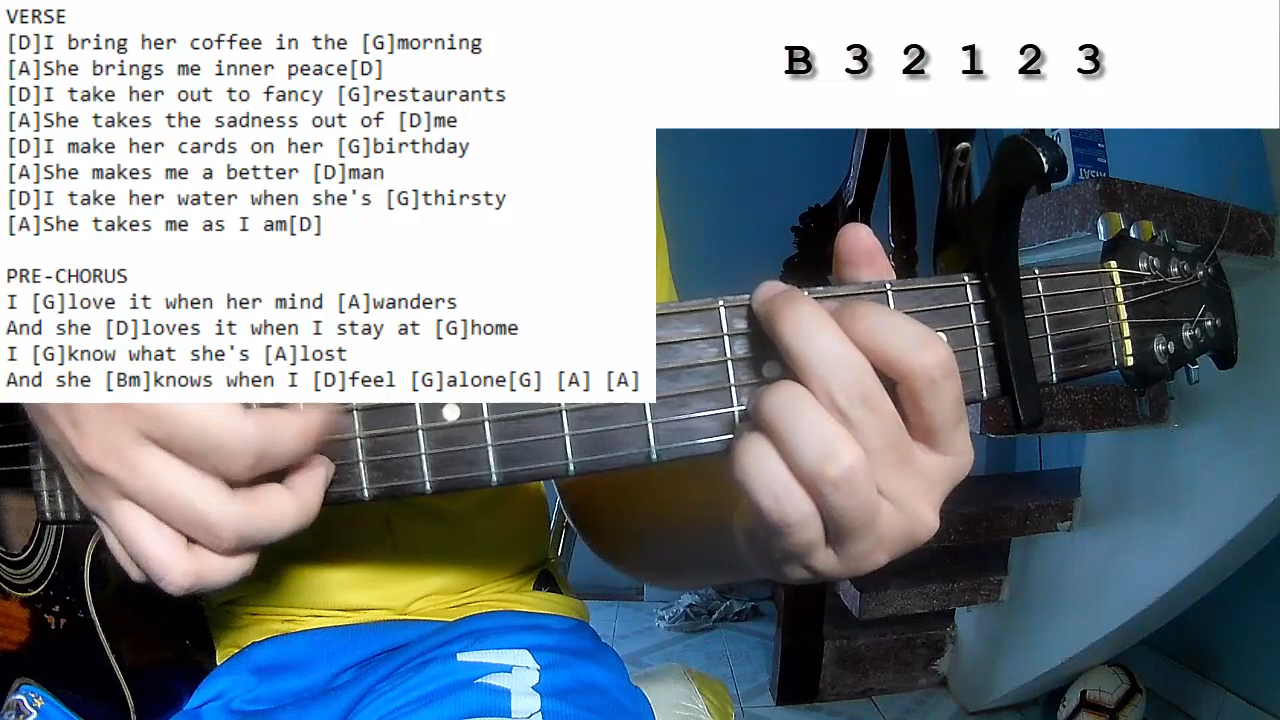 VERSE
[D]I bring her coffee in the [G]morning
[A]She brings me inner peace[D]
[D]I take her out to fancy [G]restaurants
[A]She takes the sadness out of [D]me
[D]I make her cards on her [G]birthday
[A]She makes me a better [D]man
[D]I take her water when she's [G]thirsty
[A]She takes me as I am[D]
PRE-CHORUS
I [G]love it when her mind [A]wanders
And she [D]loves it when I stay at [G]home
I [G]know what she's [A]lost
And she [Bm]knows when I [D]feel [G]alone[G] [A] [A]
B 3 2 1 2 3